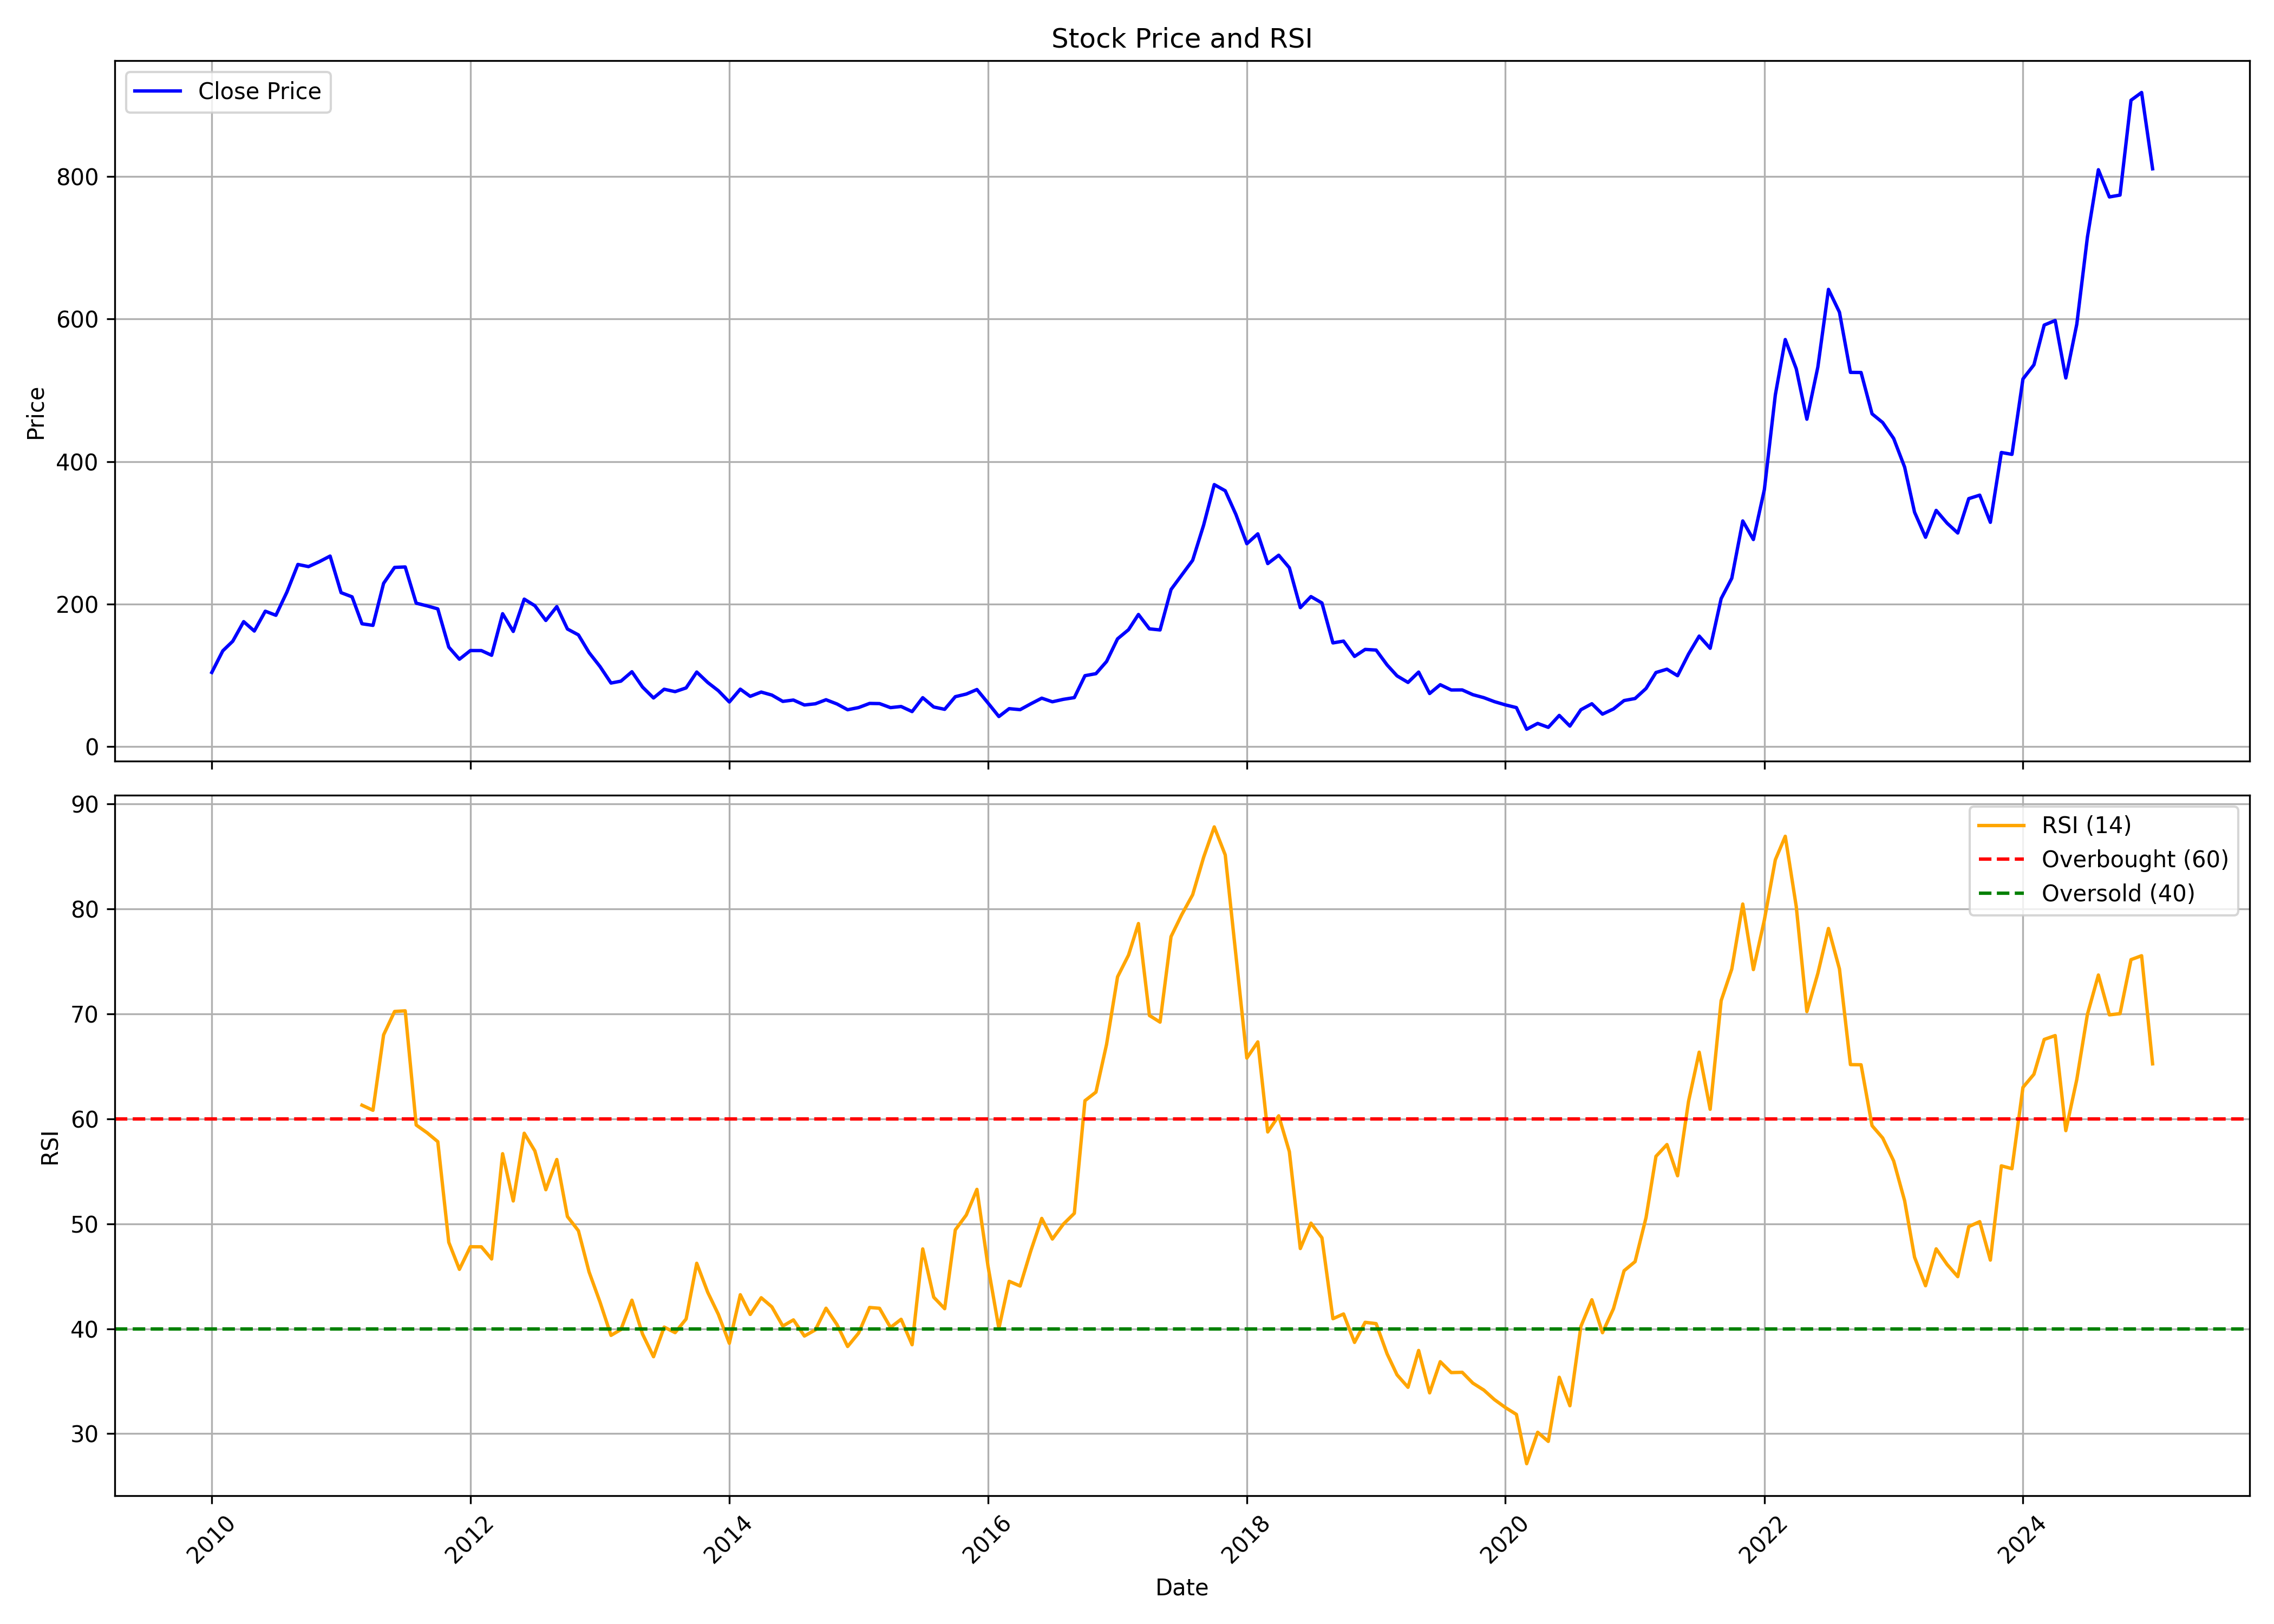 Stock Price and RSI
Close Price
800
600
400
200
0
Price
90
80
70
60
50
40
30
RSI
RSI (14)
Overbought (60)
Oversold (40)
2010
2012
2014
2016
2018
2020
2022
2024
Date